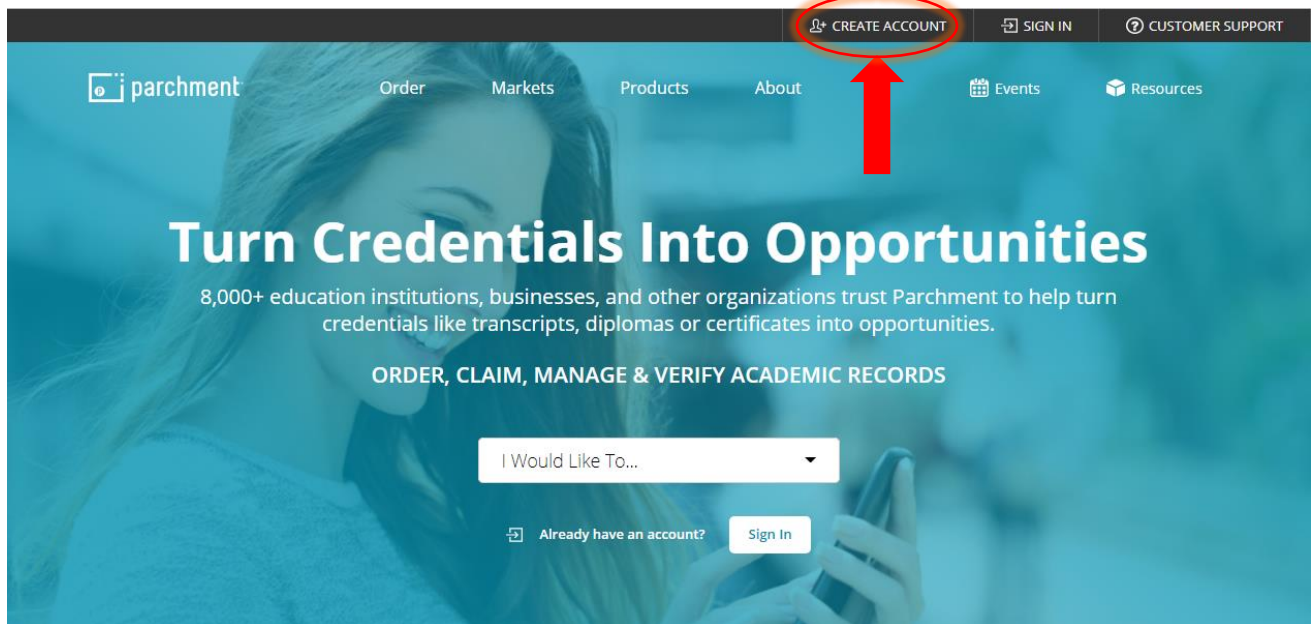 CREATE ACCOUNT SIGN IN CUSTOMER SUPPORT
parchment Order Markets Products About Events Resources
Turn Credentials Into Opportunities
8,000+ education institutions, businesses, and other organizations trust Parchment to help turn
credentials like transcripts, diplomas or certificates into opportunities.
ORDER, CLAIM, MANAGE & VERIFY ACADEMIC RECORDS
I Would Like To...
Already have an account? Sign In